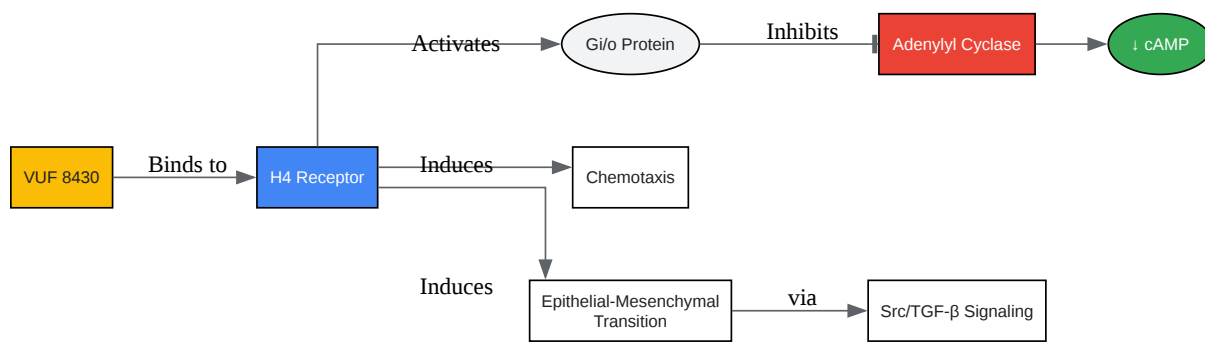 Activates
Gi/o Protein
Inhibits
Adenylyl Cyclase
↓ cAMP
VUF 8430
Binds to
H4 Receptor
Induces
Chemotaxis
Induces
Epithelial-Mesenchymal
Transition
via
Src/TGF-β Signaling